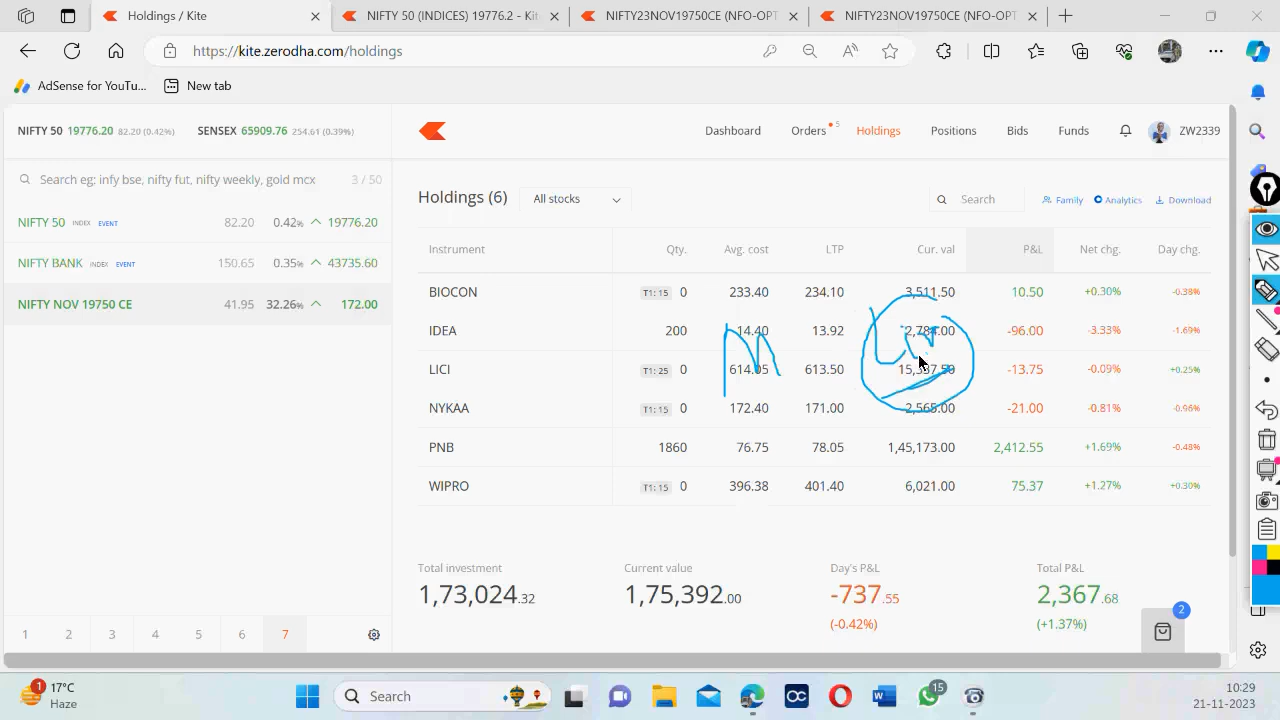 Holdings / Kite
NIFTY 50 (INDICES) 19776.2 - Kite
NIFTY23NOV19750CE (NFO-OPT
NIFTY23NOV19750CE (NFO-OPT
https://kite.zerodha.com/holdings
AdSense for YouTu...
New tab
NIFTY 50 19776.20 82.20 (0.42%)
SENSEX 65909.76 254.61 (0.39%)
Dashboard
Orders 5
Holdings
Positions
Bids
Funds
ZW2339
Search eg: infy bse, nifty fut, nifty weekly, gold mcx
3 / 50
NIFTY 50 INDEX EVENT 82.20 0.42% 19776.20
NIFTY BANK INDEX EVENT 150.65 0.35% 43735.60
NIFTY NOV 19750 CE 41.95 32.26% 172.00
Holdings (6)
All stocks
Search
Family
Analytics
Download
Instrument Qty. Avg. cost LTP Cur. val P&L Net chg. Day chg.
BIOCON T1: 15 0 233.40 234.10 3,511.50 10.50 +0.30% -0.38%
IDEA 200 14.40 13.92 2,784.00 -96.00 -3.33% -1.69%
LICI T1: 25 0 614.05 613.50 15,337.50 -13.75 -0.09% +0.25%
NYKAA T1: 15 0 172.40 171.00 2,565.00 -21.00 -0.81% -0.96%
PNB 1860 76.75 78.05 1,45,173.00 2,412.55 +1.69% -0.48%
WIPRO T1: 15 0 396.38 401.40 6,021.00 75.37 +1.27% +0.30%
Total investment
1,73,024.32
Current value
1,75,392.00
Day's P&L
-737.55
(-0.42%)
Total P&L
2,367.68
(+1.37%)
2
1 2 3 4 5 6 7
1
17°C
Haze
Search
15
10:29
21-11-2023